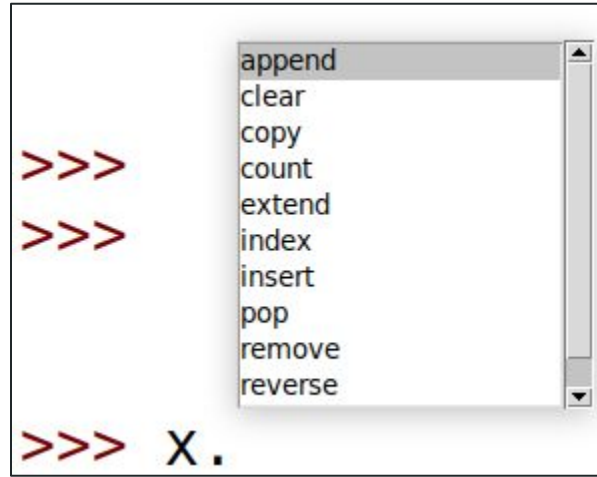 append
clear
copy
>>>
count
extend
>>>
index
insert
pop
remove
reverse
>>> x.